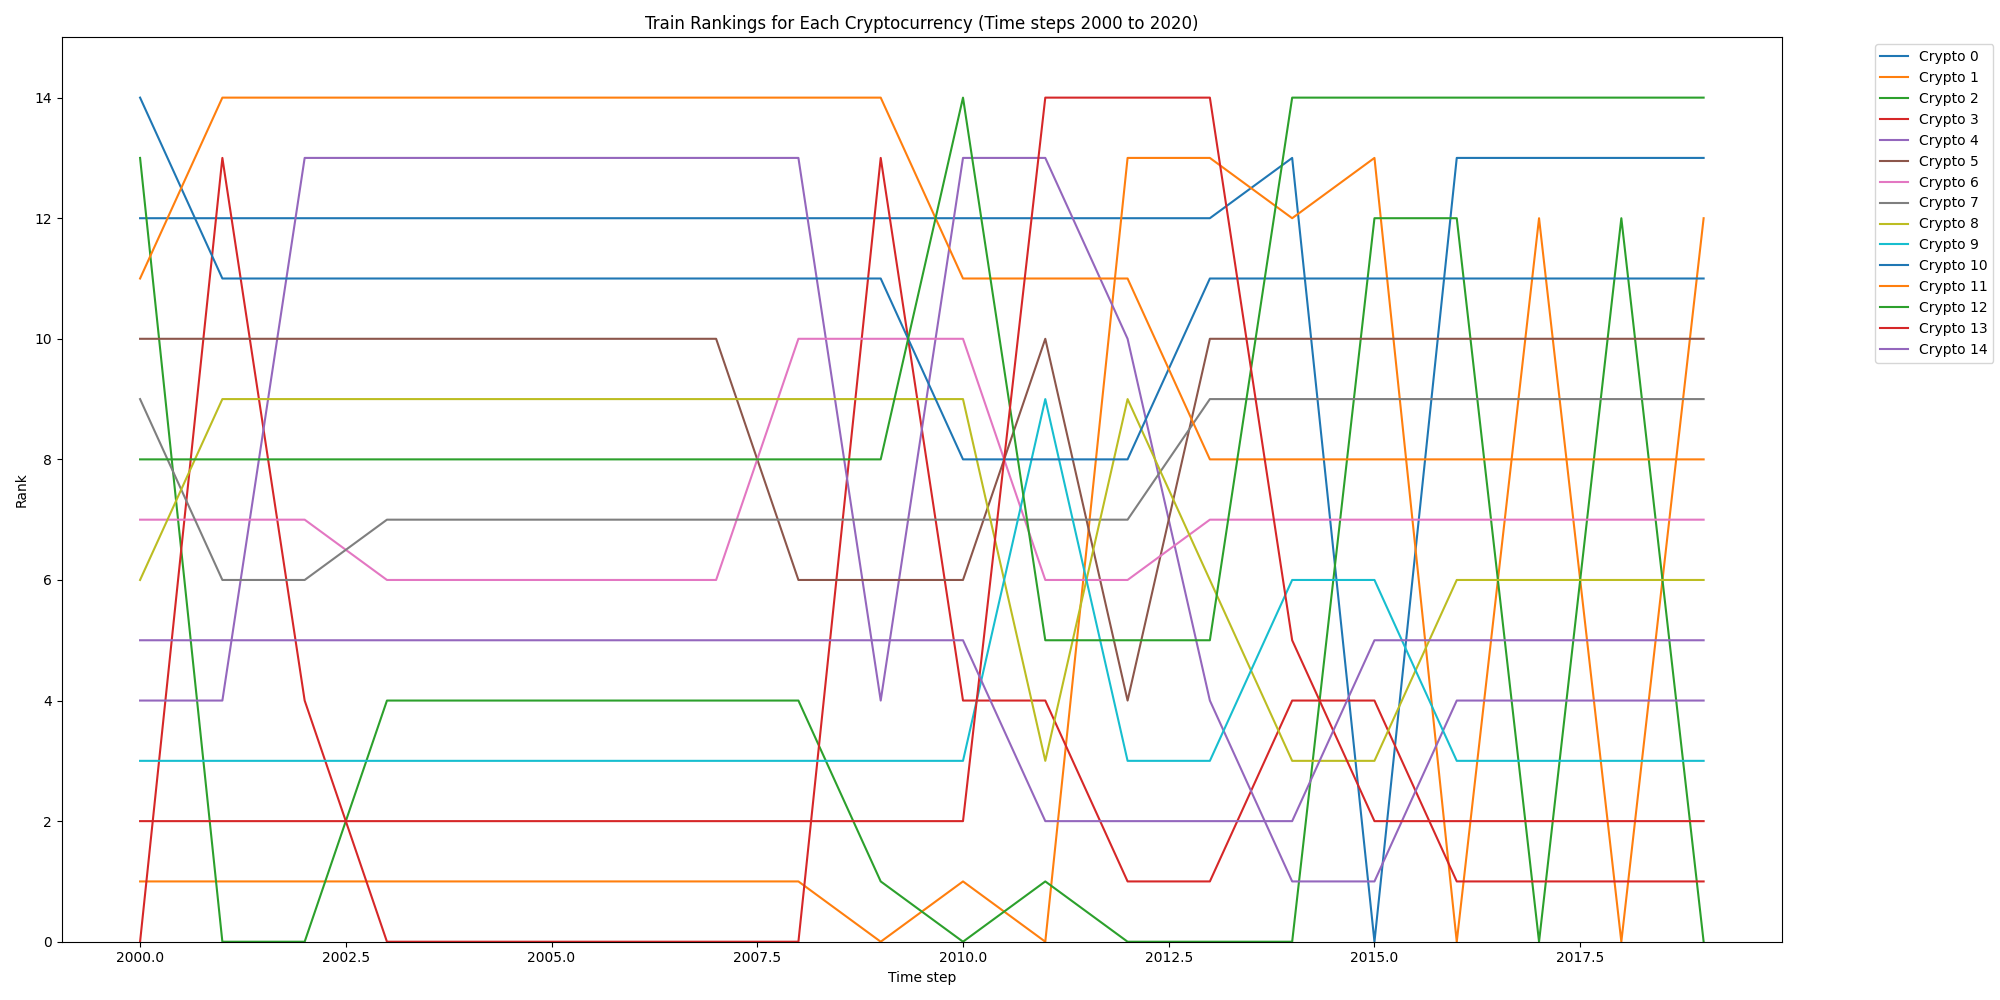 Train Rankings for Each Cryptocurrency (Time steps 2000 to 2020)
Rank
14
12
10
8
6
4
2
0
2000.0
2002.5
2005.0
2007.5
2010.0
2012.5
2015.0
2017.5
Time step
Crypto 0
Crypto 1
Crypto 2
Crypto 3
Crypto 4
Crypto 5
Crypto 6
Crypto 7
Crypto 8
Crypto 9
Crypto 10
Crypto 11
Crypto 12
Crypto 13
Crypto 14